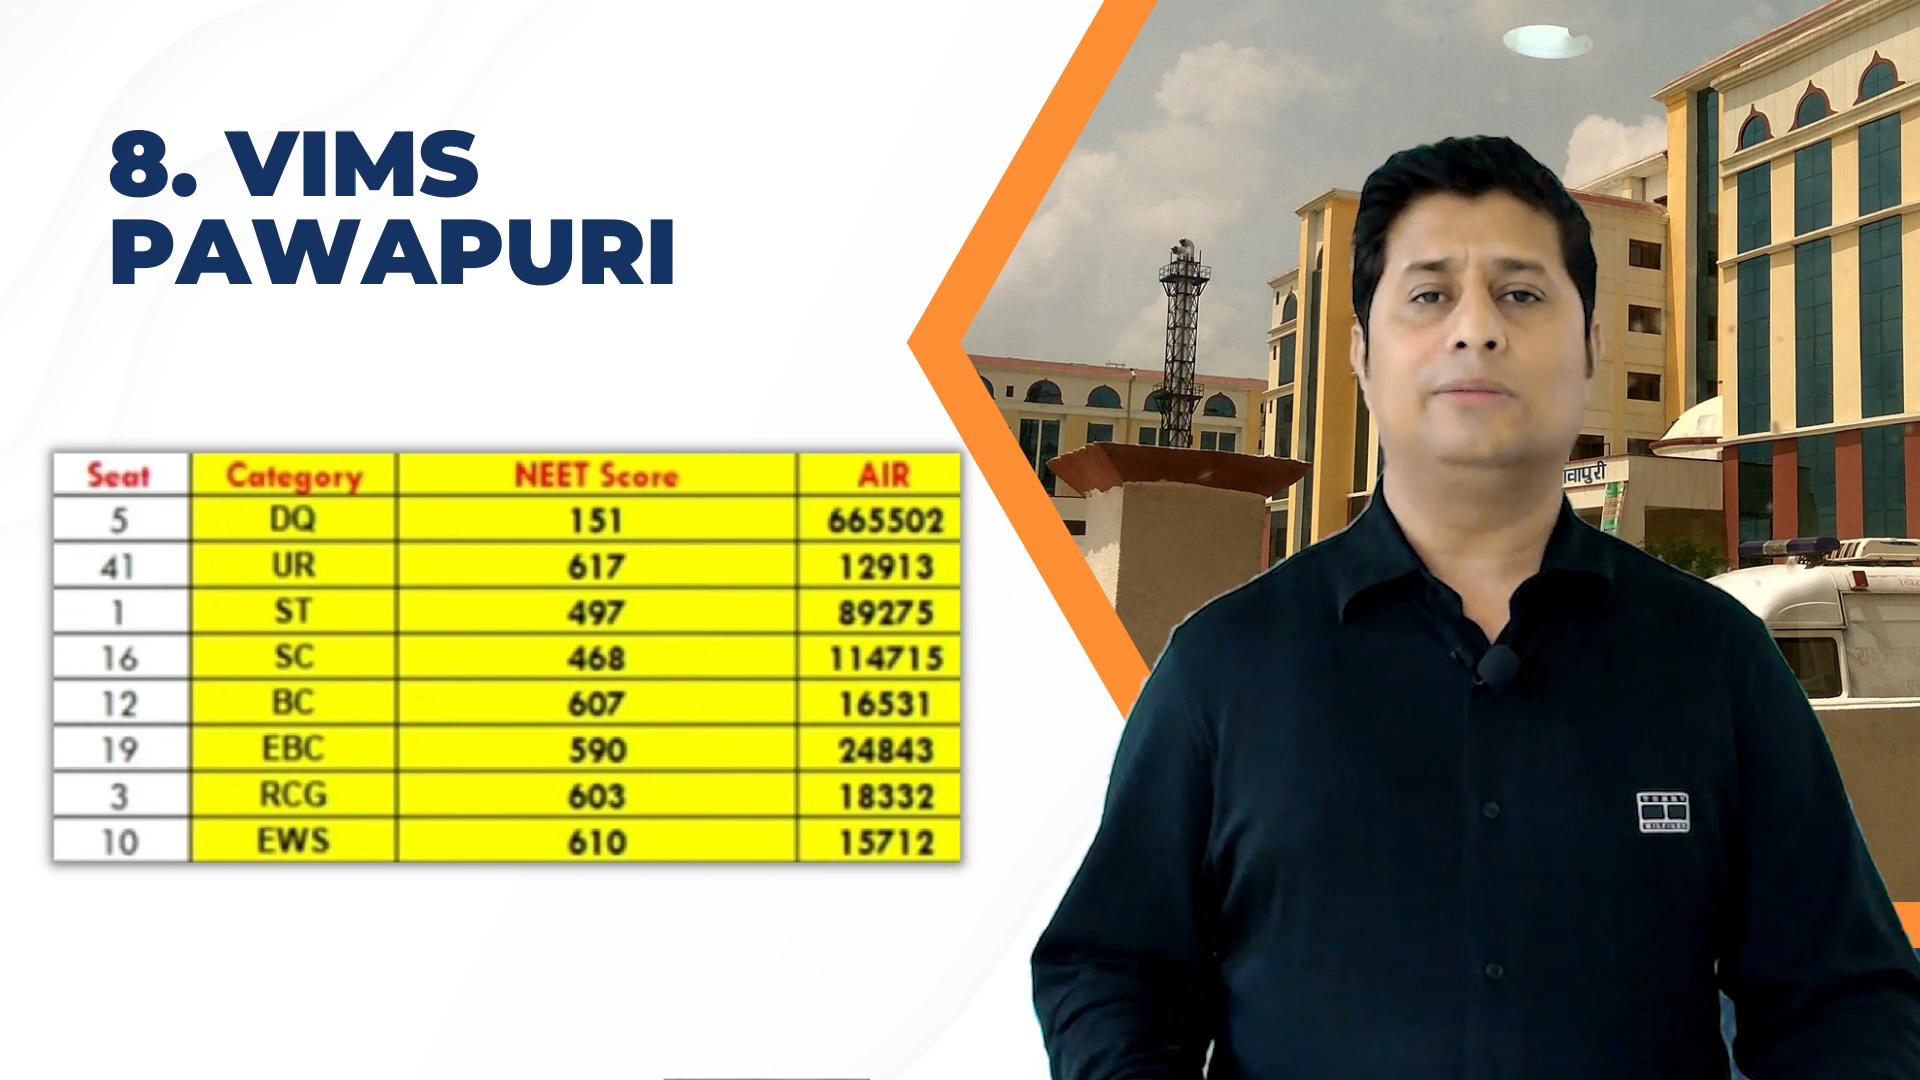 8. VIMS
PAWAPURI
Seat Category NEET Score AIR
5 DQ 151 665502
41 UR 617 12913
1 ST 497 89275
16 SC 468 114715
12 BC 607 16531
19 EBC 590 24843
3 RCG 603 18332
10 EWS 610 15712